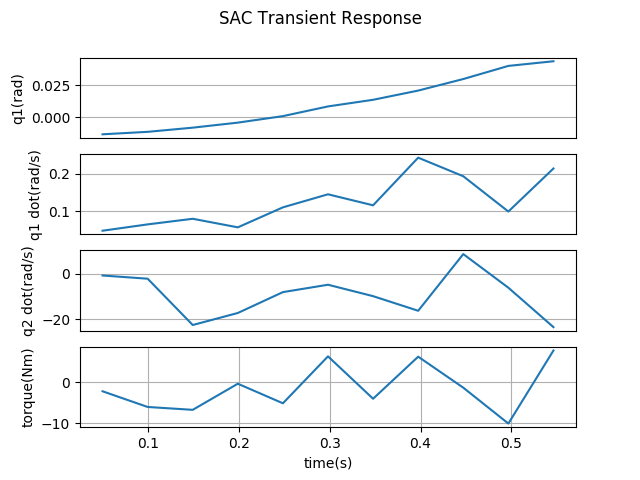 SAC Transient Response
q1(rad)
0.025
0.000
q1 dot(rad/s)
0.2
0.1
q2 dot(rad/s)
0
−20
torque(Nm)
0
−10
0.1 0.2 0.3 0.4 0.5
time(s)